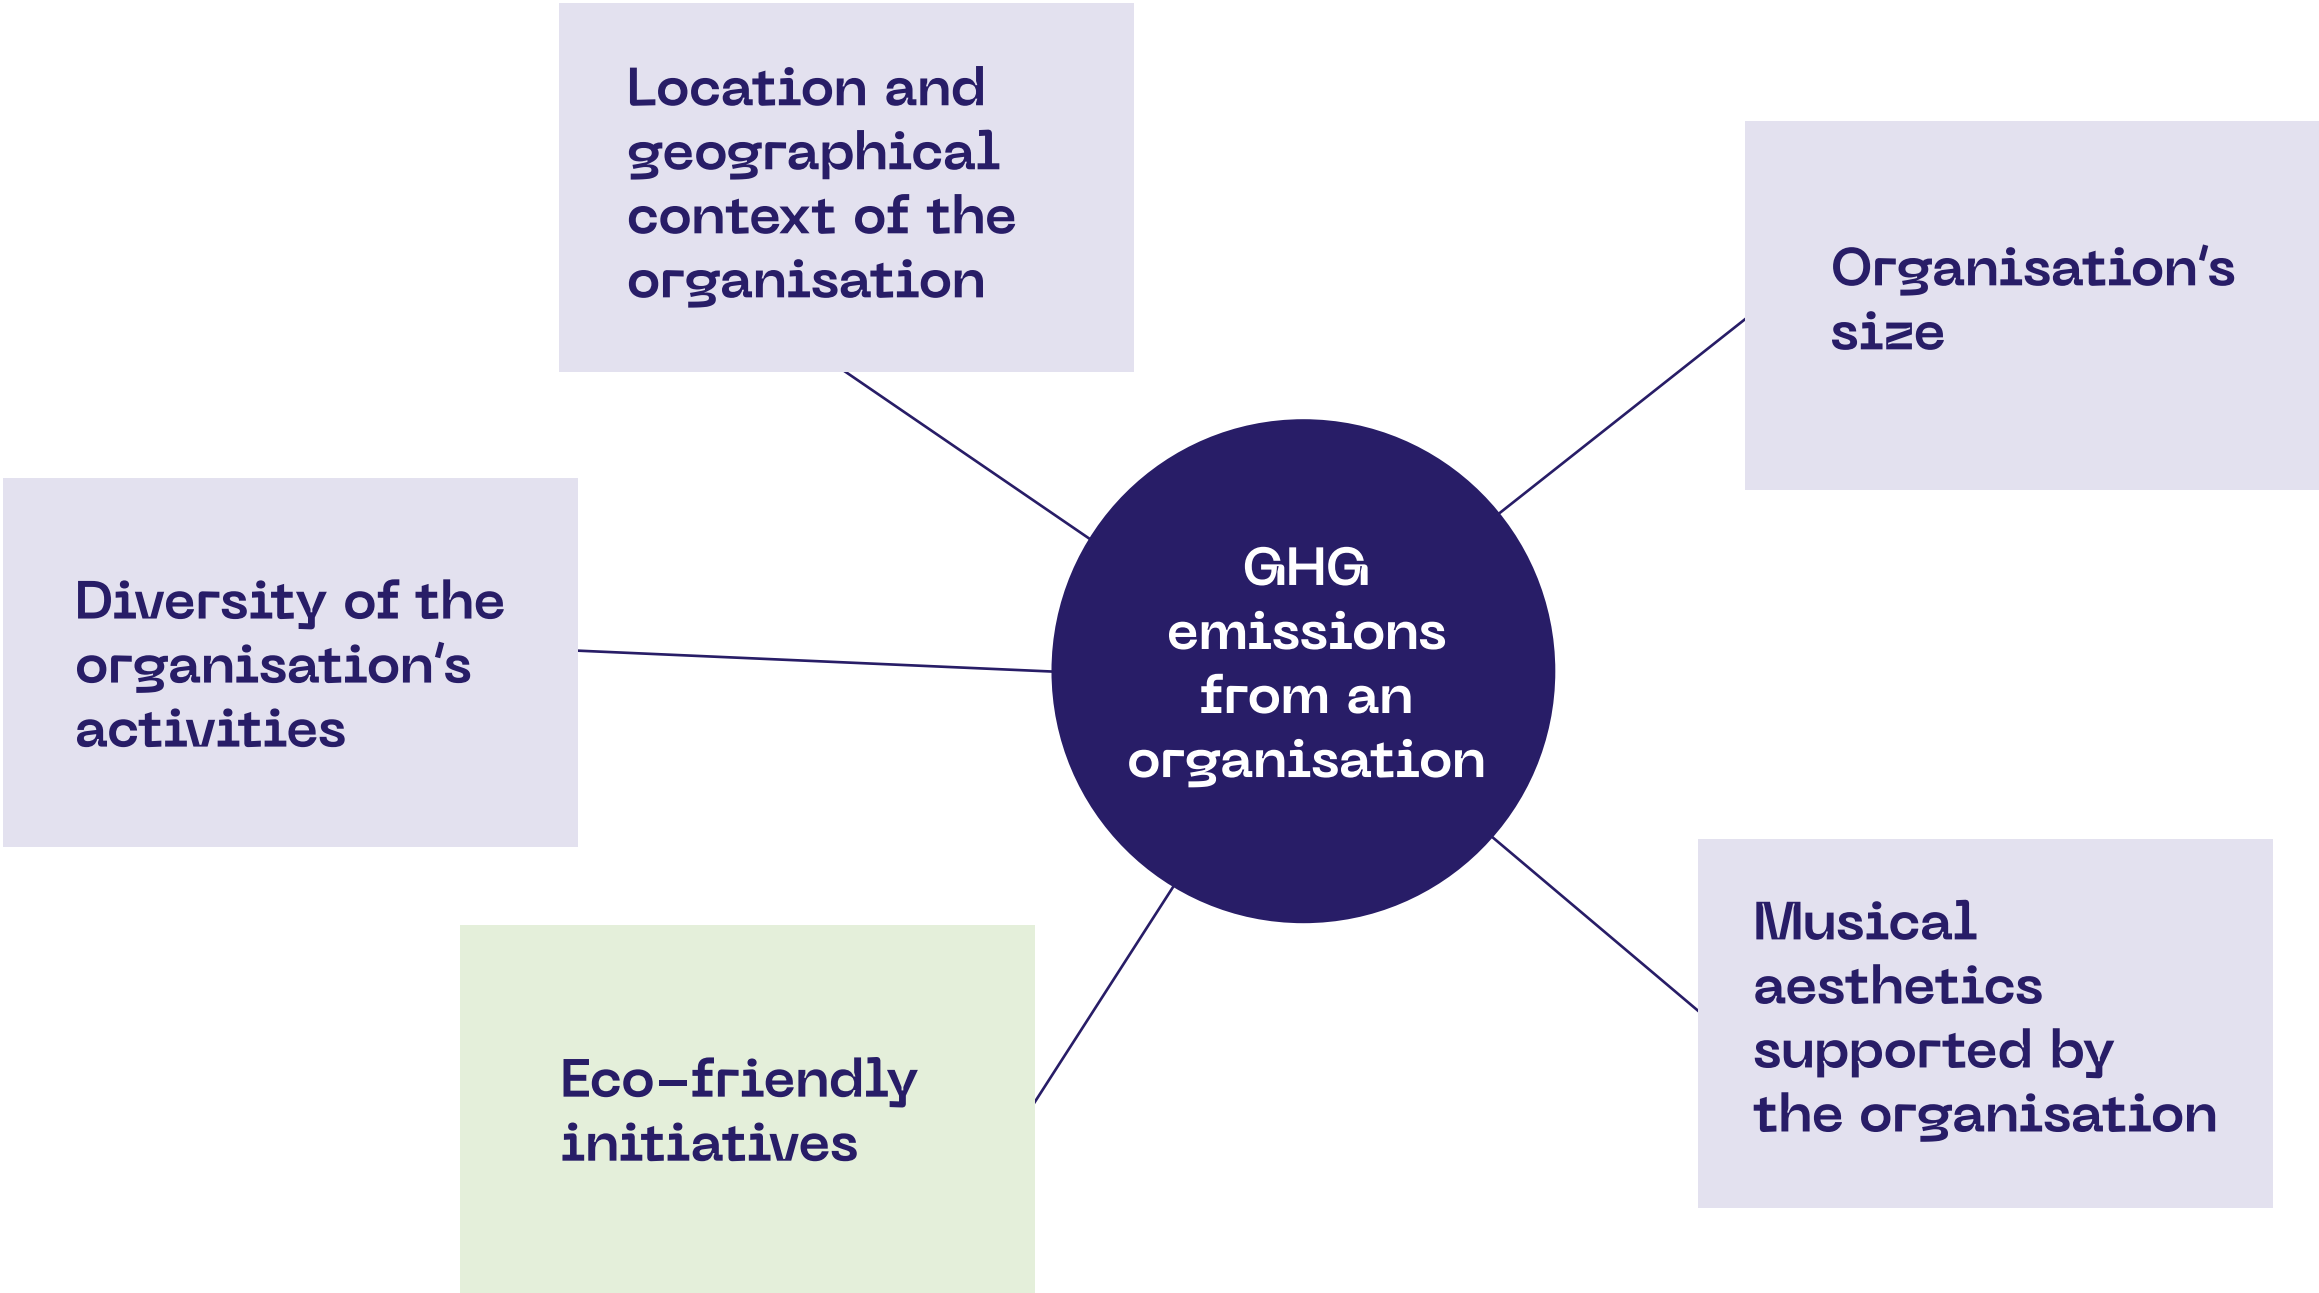 Location and
geographical
context of the
organisation
Organisation's
size
Diversity of the
organisation's
activities
GHG
emissions
from an
organisation
Eco-friendly
initiatives
Musical
aesthetics
supported by
the organisation